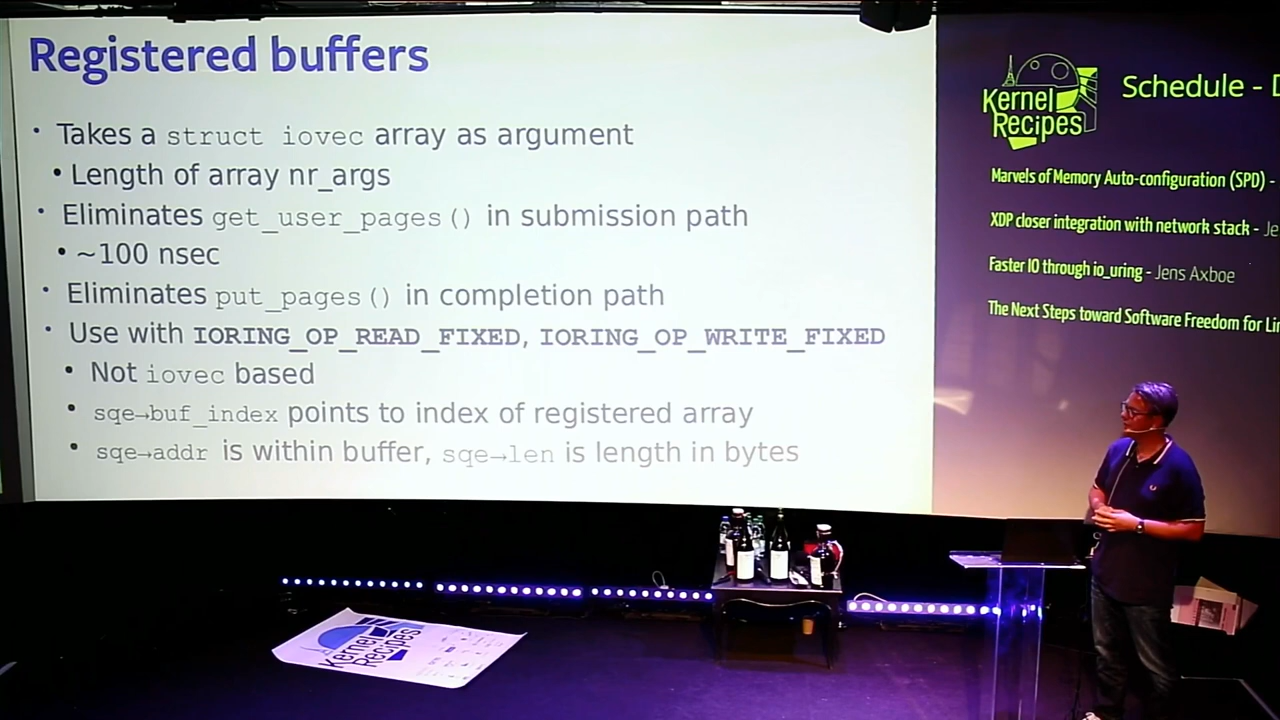 Registered buffers
• Takes a struct iovec array as argument
• Length of array nr_args
• Eliminates get_user_pages() in submission path
• ~100 nsec
• Eliminates put_pages() in completion path
• Use with IORING_OP_READ_FIXED, IORING_OP_WRITE_FIXED
• Not iovec based
• sqe→buf_index points to index of registered array
• sqe→addr is within buffer, sqe→len is length in bytes
Kernel
Recipes
Schedule -
Marvels of Memory Auto-configuration (SPD) -
XDP closer integration with network stack - Je
Faster IO through io_uring - Jens Axboe
The Next Steps toward Software Freedom for Li
Kernel
Recipes